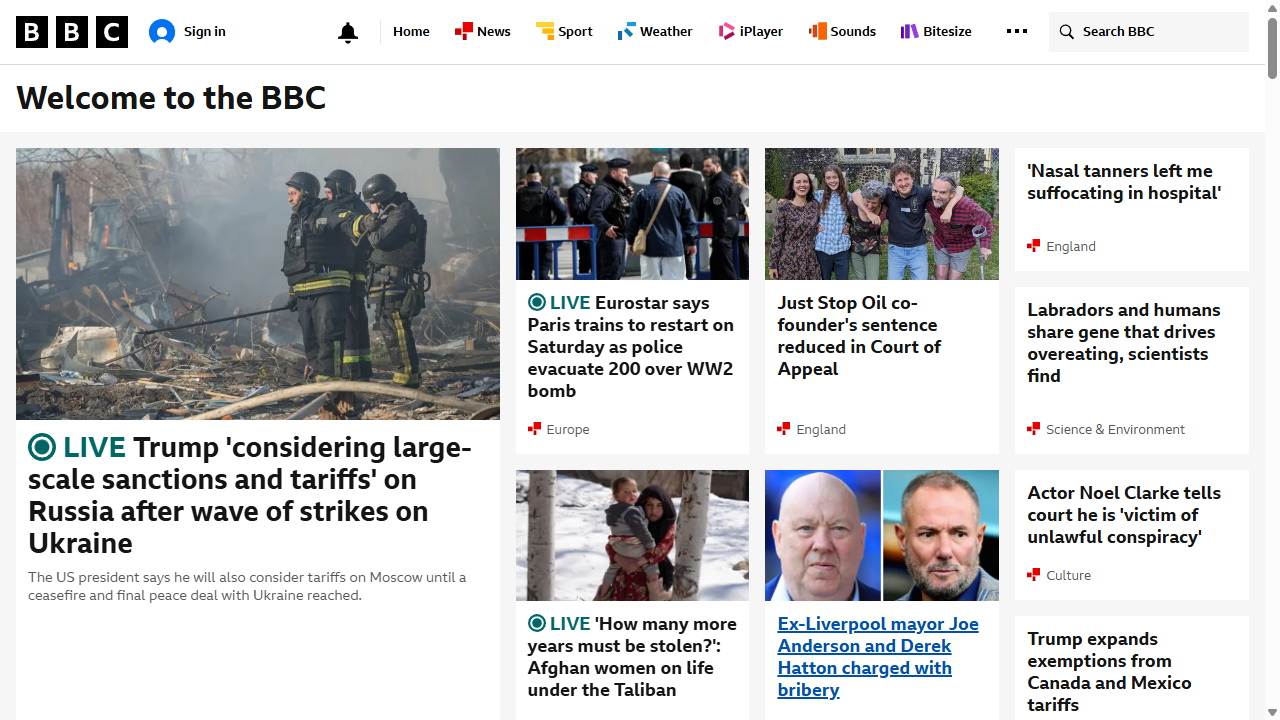 BBC
Sign in
Home
News
Sport
Weather
iPlayer
Sounds
Bitesize
Search BBC
Welcome to the BBC
LIVE Trump 'considering large-
scale sanctions and tariffs' on
Russia after wave of strikes on
Ukraine
The US president says he will also consider tariffs on Moscow until a
ceasefire and final peace deal with Ukraine reached.
LIVE Eurostar says
Paris trains to restart on
Saturday as police
evacuate 200 over WW2
bomb
Europe
Just Stop Oil co-
founder's sentence
reduced in Court of
Appeal
England
'Nasal tanners left me
suffocating in hospital'
England
Labradors and humans
share gene that drives
overeating, scientists
find
Science & Environment
LIVE 'How many more
years must be stolen?':
Afghan women on life
under the Taliban
Ex-Liverpool mayor Joe
Anderson and Derek
Hatton charged with
bribery
Actor Noel Clarke tells
court he is 'victim of
unlawful conspiracy'
Culture
Trump expands
exemptions from
Canada and Mexico
tariffs